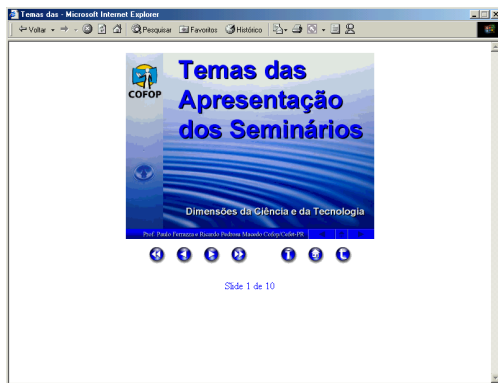 Temas das - Microsoft Internet Explorer
Voltar Pesquisar Favoritos Histórico
COFOP
Temas das
Apresentação
dos Seminários
Dimensões da Ciência e da Tecnologia
Prof. Paulo Ferrazza e Ricardo Pedroso Macedo Cofop/Cefet-PR
Slide 1 de 10